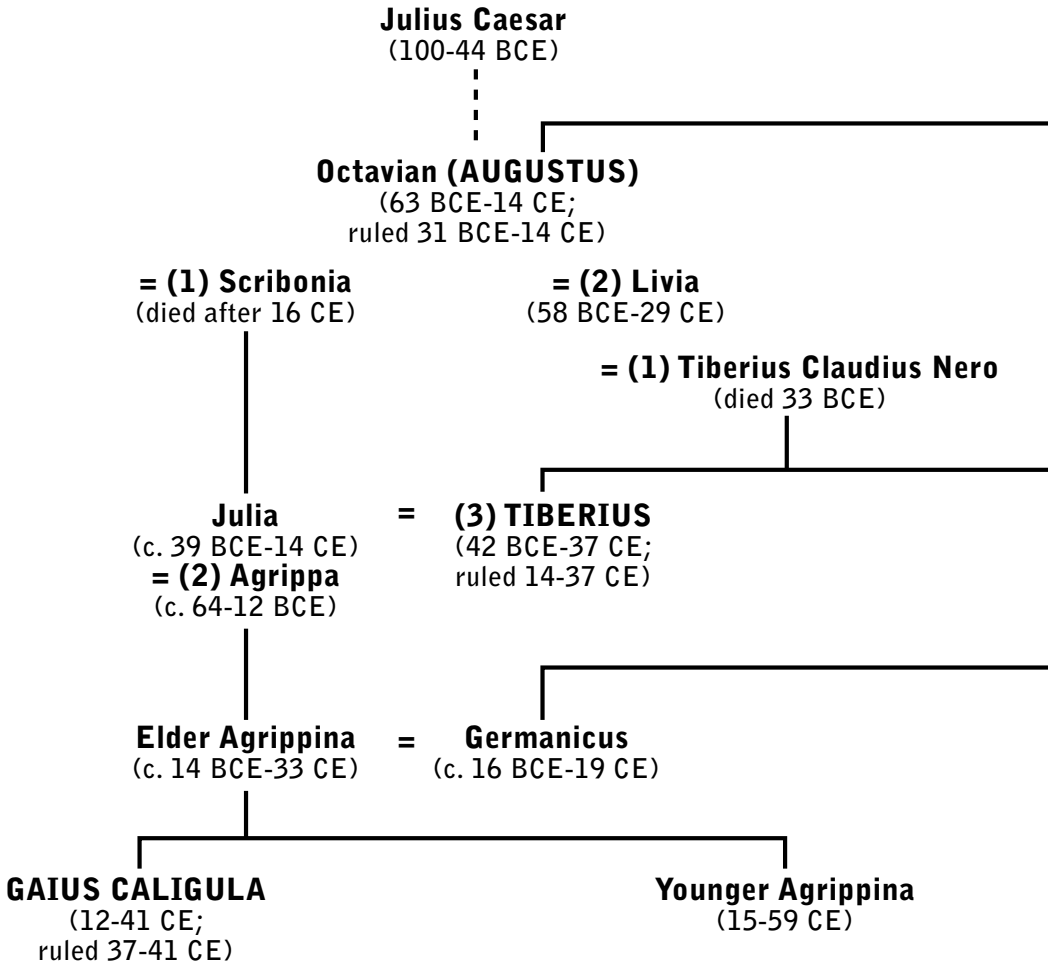 Julius Caesar
(100-44 BCE)
Octavian (AUGUSTUS)
(63 BCE-14 CE;
ruled 31 BCE-14 CE)
= (1) Scribonia
(died after 16 CE)
= (2) Livia
(58 BCE-29 CE)
= (1) Tiberius Claudius Nero
(died 33 BCE)
Julia
(c. 39 BCE-14 CE)
= (2) Agrippa
(c. 64-12 BCE)
=
(3) TIBERIUS
(42 BCE-37 CE;
ruled 14-37 CE)
Elder Agrippina
(c. 14 BCE-33 CE)
=
Germanicus
(c. 16 BCE-19 CE)
GAIUS CALIGULA
(12-41 CE;
ruled 37-41 CE)
Younger Agrippina
(15-59 CE)